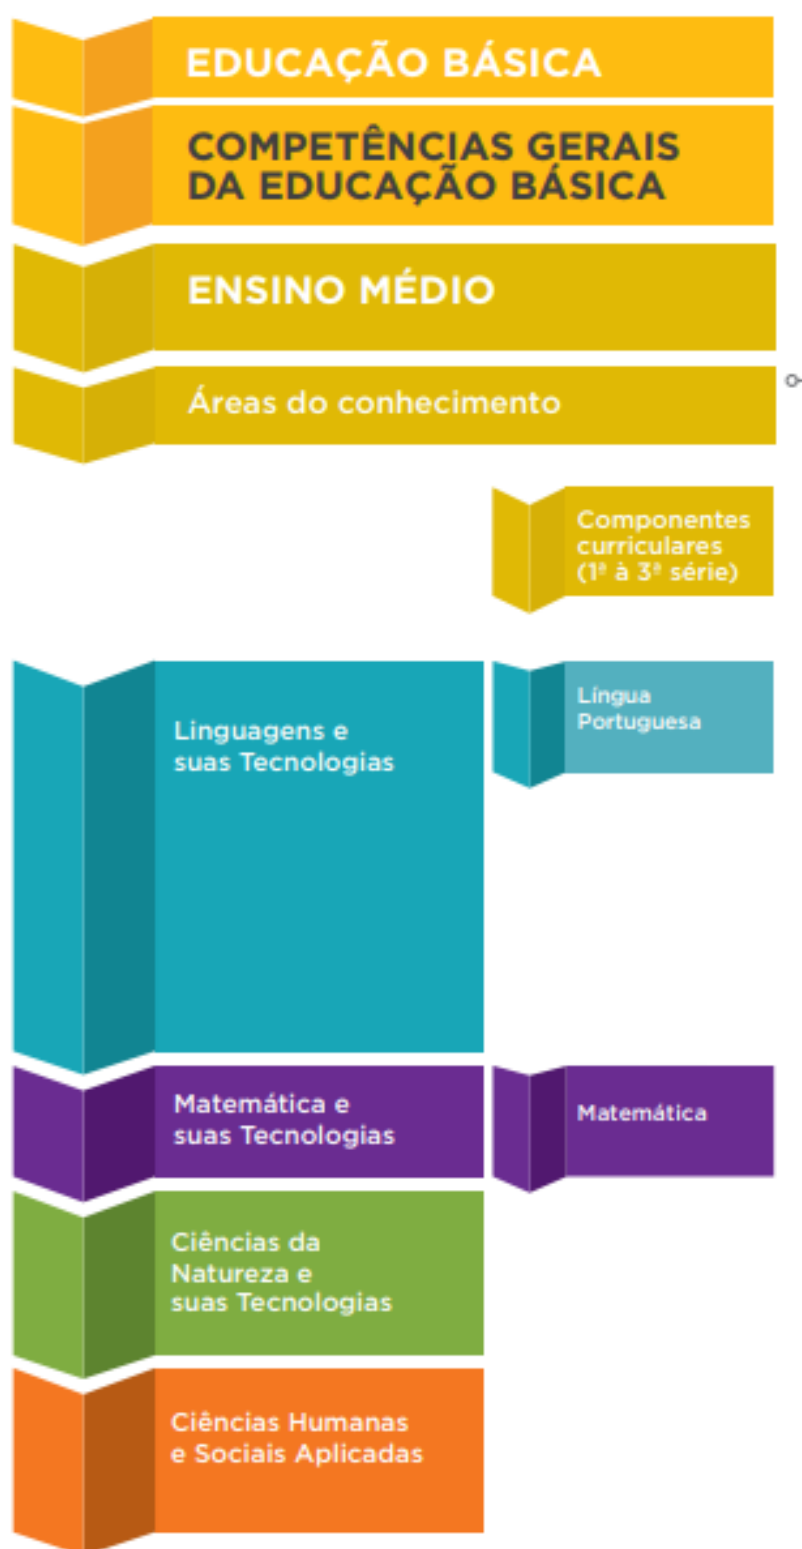 EDUCAÇÃO BÁSICA
COMPETÊNCIAS GERAIS
DA EDUCAÇÃO BÁSICA
ENSINO MÉDIO
Áreas do conhecimento
Componentes
curriculares
(1ª à 3ª série)
Linguagens e
suas Tecnologias
Língua
Portuguesa
Matemática e
suas Tecnologias
Matemática
Ciências da
Natureza e
suas Tecnologias
Ciências Humanas
e Sociais Aplicadas